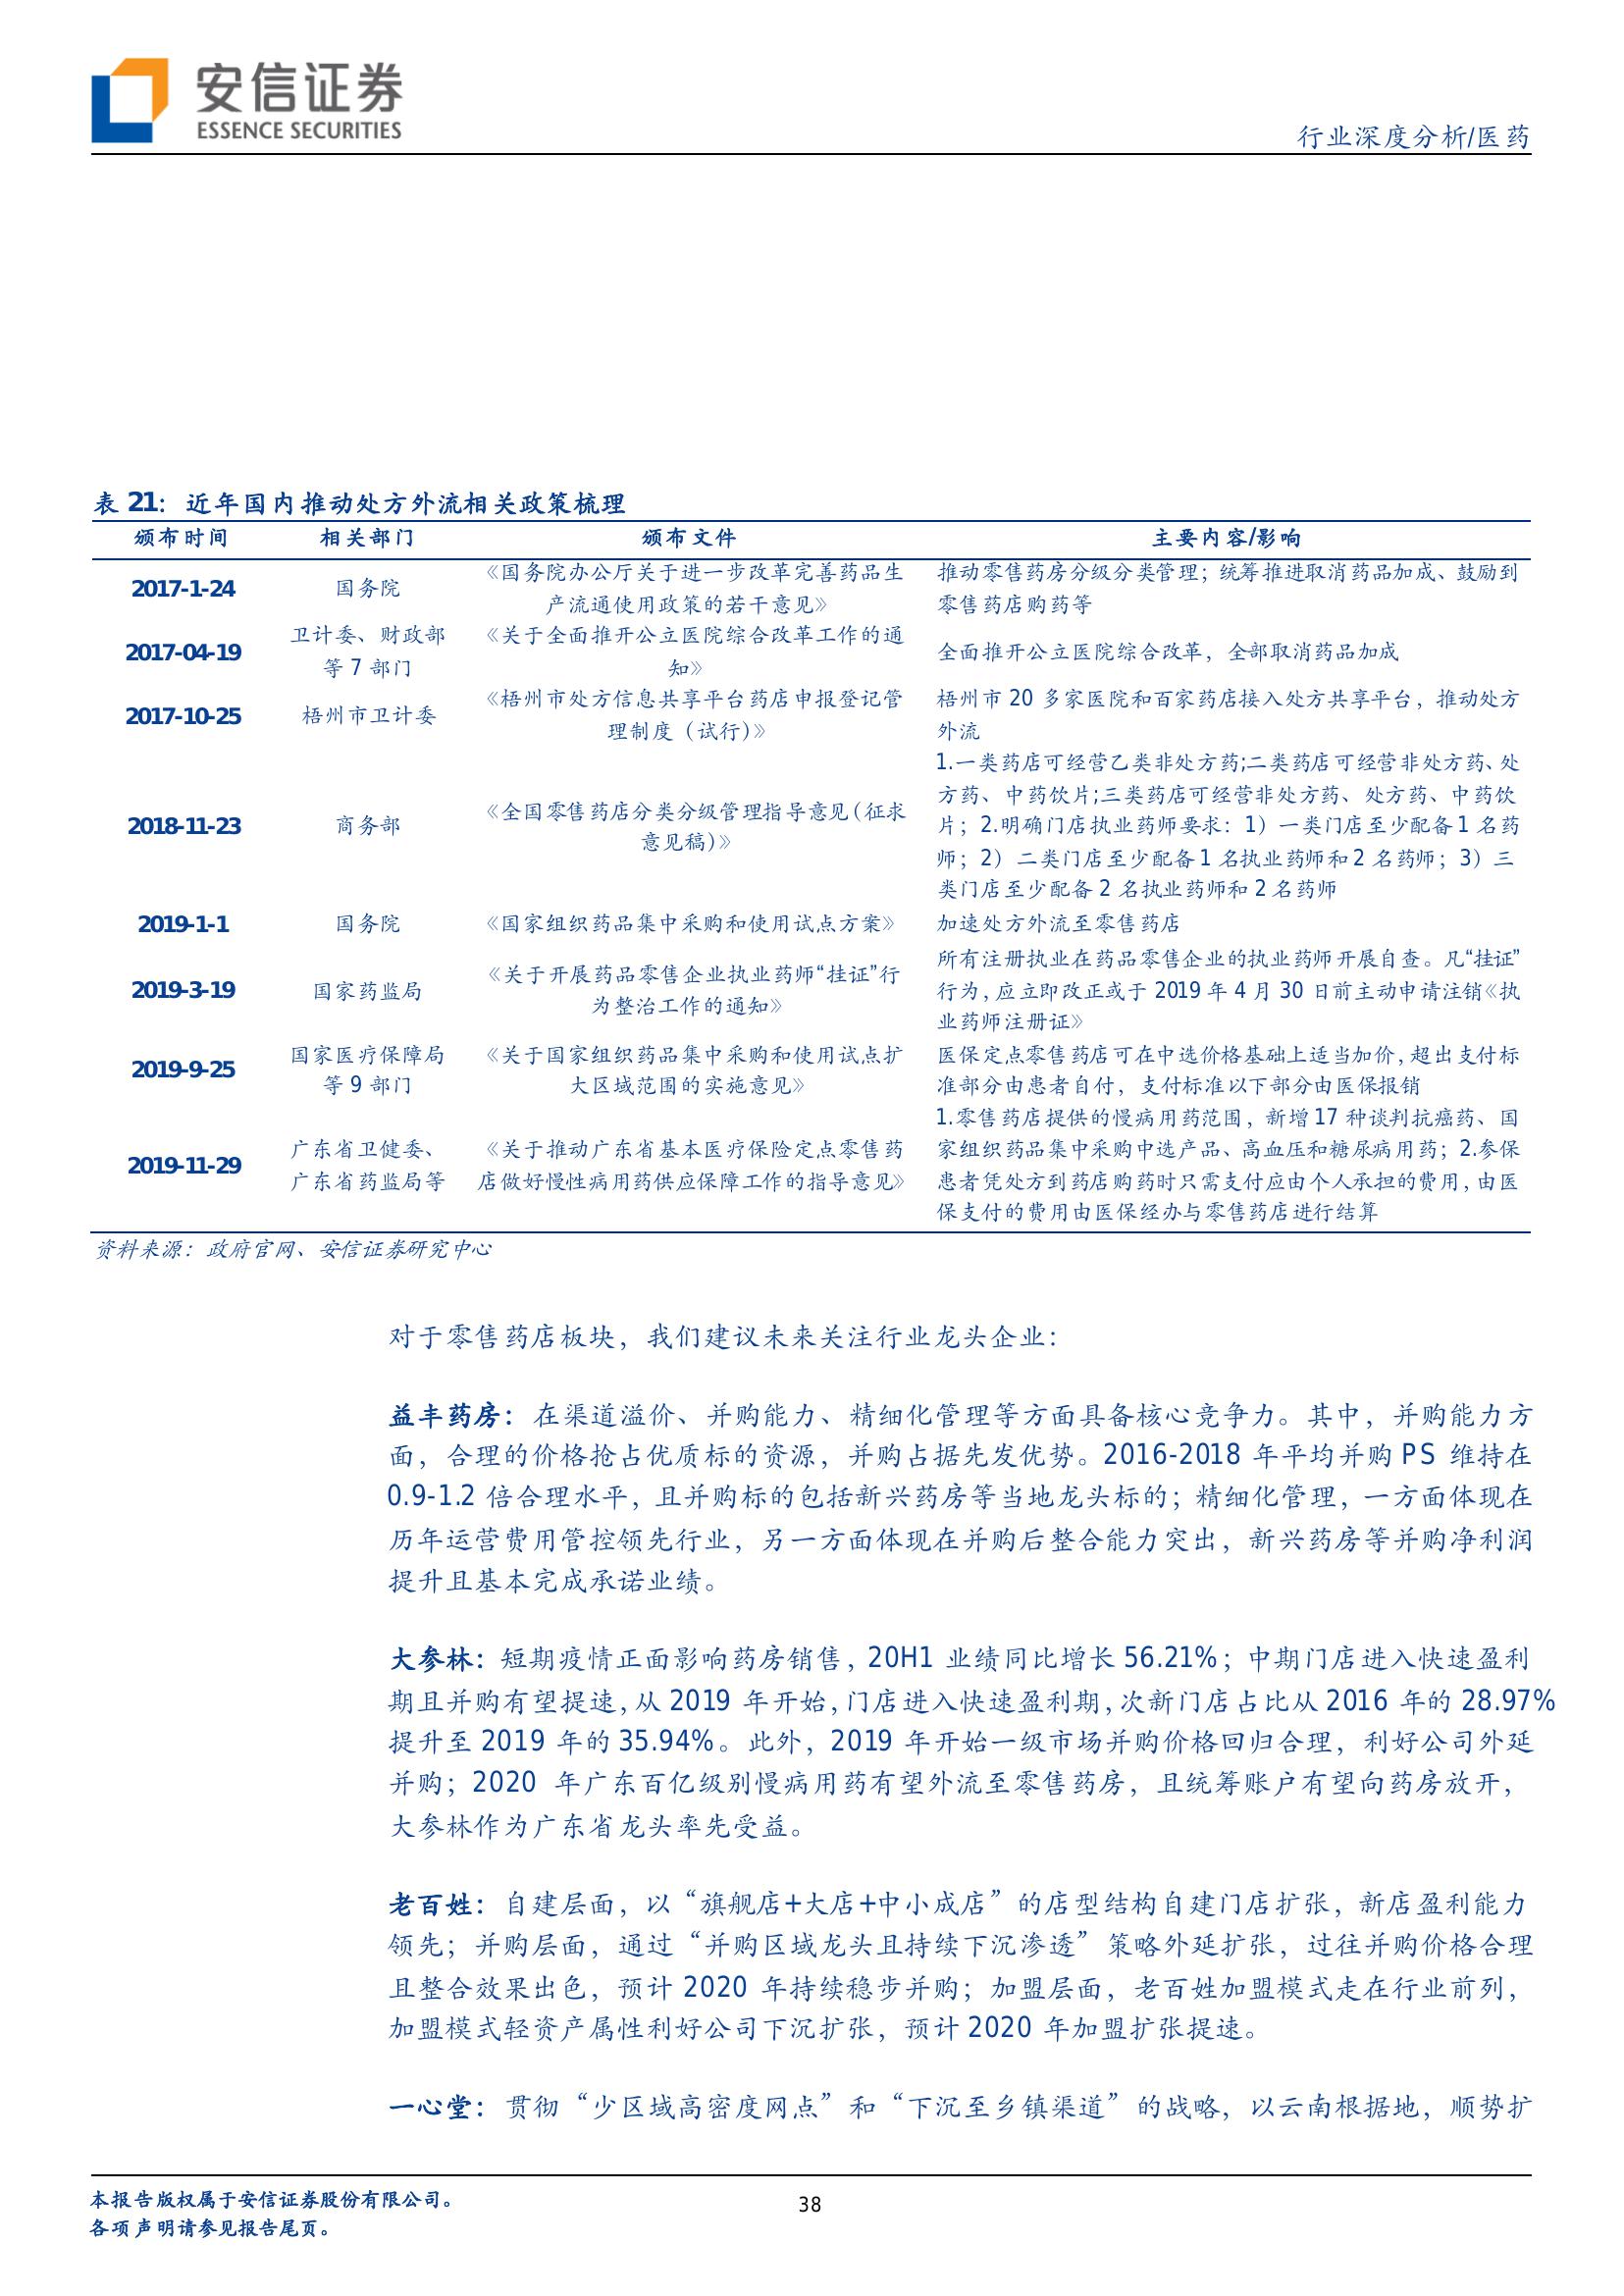 安信证券
ESSENCE SECURITIES
行业深度分析/医药
表 21：近年国内推动处方外流相关政策梳理
颁布时间 相关部门 颁布文件 主要内容/影响
2017-1-24 国务院
《国务院办公厅关于进一步改革完善药品生
产流通使用政策的若干意见》
推动零售药房分级分类管理；统筹推进取消药品加成、鼓励到
零售药店购药等
2017-04-19
卫计委、财政部
等 7 部门
《关于全面推开公立医院综合改革工作的通
知》
全面推开公立医院综合改革，全部取消药品加成
2017-10-25 梧州市卫计委
《梧州市处方信息共享平台药店申报登记管
理制度（试行)》
梧州市 20 多家医院和百家药店接入处方共享平台，推动处方
外流
2018-11-23 商务部
《全国零售药店分类分级管理指导意见(征求
意见稿)》
1.一类药店可经营乙类非处方药;二类药店可经营非处方药、处
方药、中药饮片;三类药店可经营非处方药、处方药、中药饮
片；2.明确门店执业药师要求：1）一类门店至少配备 1 名药
师；2）二类门店至少配备 1 名执业药师和 2 名药师；3）三
类门店至少配备 2 名执业药师和 2 名药师
2019-1-1 国务院 《国家组织药品集中采购和使用试点方案》 加速处方外流至零售药店
2019-3-19 国家药监局
《关于开展药品零售企业执业药师“挂证”行
为整治工作的通知》
所有注册执业在药品零售企业的执业药师开展自查。凡“挂证”
行为，应立即改正或于 2019 年 4 月 30 日前主动申请注销《执
业药师注册证》
2019-9-25
国家医疗保障局
等 9 部门
《关于国家组织药品集中采购和使用试点扩
大区域范围的实施意见》
医保定点零售药店可在中选价格基础上适当加价，超出支付标
准部分由患者自付，支付标准以下部分由医保报销
2019-11-29
广东省卫健委、
广东省药监局等
《关于推动广东省基本医疗保险定点零售药
店做好慢性病用药供应保障工作的指导意见》
1.零售药店提供的慢病用药范围，新增 17 种谈判抗癌药、国
家组织药品集中采购中选产品、高血压和糖尿病用药；2.参保
患者凭处方到药店购药时只需支付应由个人承担的费用，由医
保支付的费用由医保经办与零售药店进行结算
资料来源：政府官网、安信证券研究中心
对于零售药店板块，我们建议未来关注行业龙头企业：
益丰药房：在渠道溢价、并购能力、精细化管理等方面具备核心竞争力。其中，并购能力方
面，合理的价格抢占优质标的资源，并购占据先发优势。2016-2018 年平均并购 PS 维持在
0.9-1.2 倍合理水平，且并购标的包括新兴药房等当地龙头标的；精细化管理，一方面体现在
历年运营费用管控领先行业，另一方面体现在并购后整合能力突出，新兴药房等并购净利润
提升且基本完成承诺业绩。
大参林：短期疫情正面影响药房销售，20H1 业绩同比增长 56.21%；中期门店进入快速盈利
期且并购有望提速，从 2019 年开始，门店进入快速盈利期，次新门店占比从 2016 年的 28.97%
提升至 2019 年的 35.94%。此外，2019 年开始一级市场并购价格回归合理，利好公司外延
并购；2020 年广东百亿级别慢病用药有望外流至零售药房，且统筹账户有望向药房放开，
大参林作为广东省龙头率先受益。
老百姓：自建层面，以“旗舰店+大店+中小成店”的店型结构自建门店扩张，新店盈利能力
领先；并购层面，通过“并购区域龙头且持续下沉渗透”策略外延扩张，过往并购价格合理
且整合效果出色，预计 2020 年持续稳步并购；加盟层面，老百姓加盟模式走在行业前列，
加盟模式轻资产属性利好公司下沉扩张，预计 2020 年加盟扩张提速。
一心堂：贯彻“少区域高密度网点”和“下沉至乡镇渠道”的战略，以云南根据地，顺势扩
本报告版权属于安信证券股份有限公司。
各项声明请参见报告尾页。
38